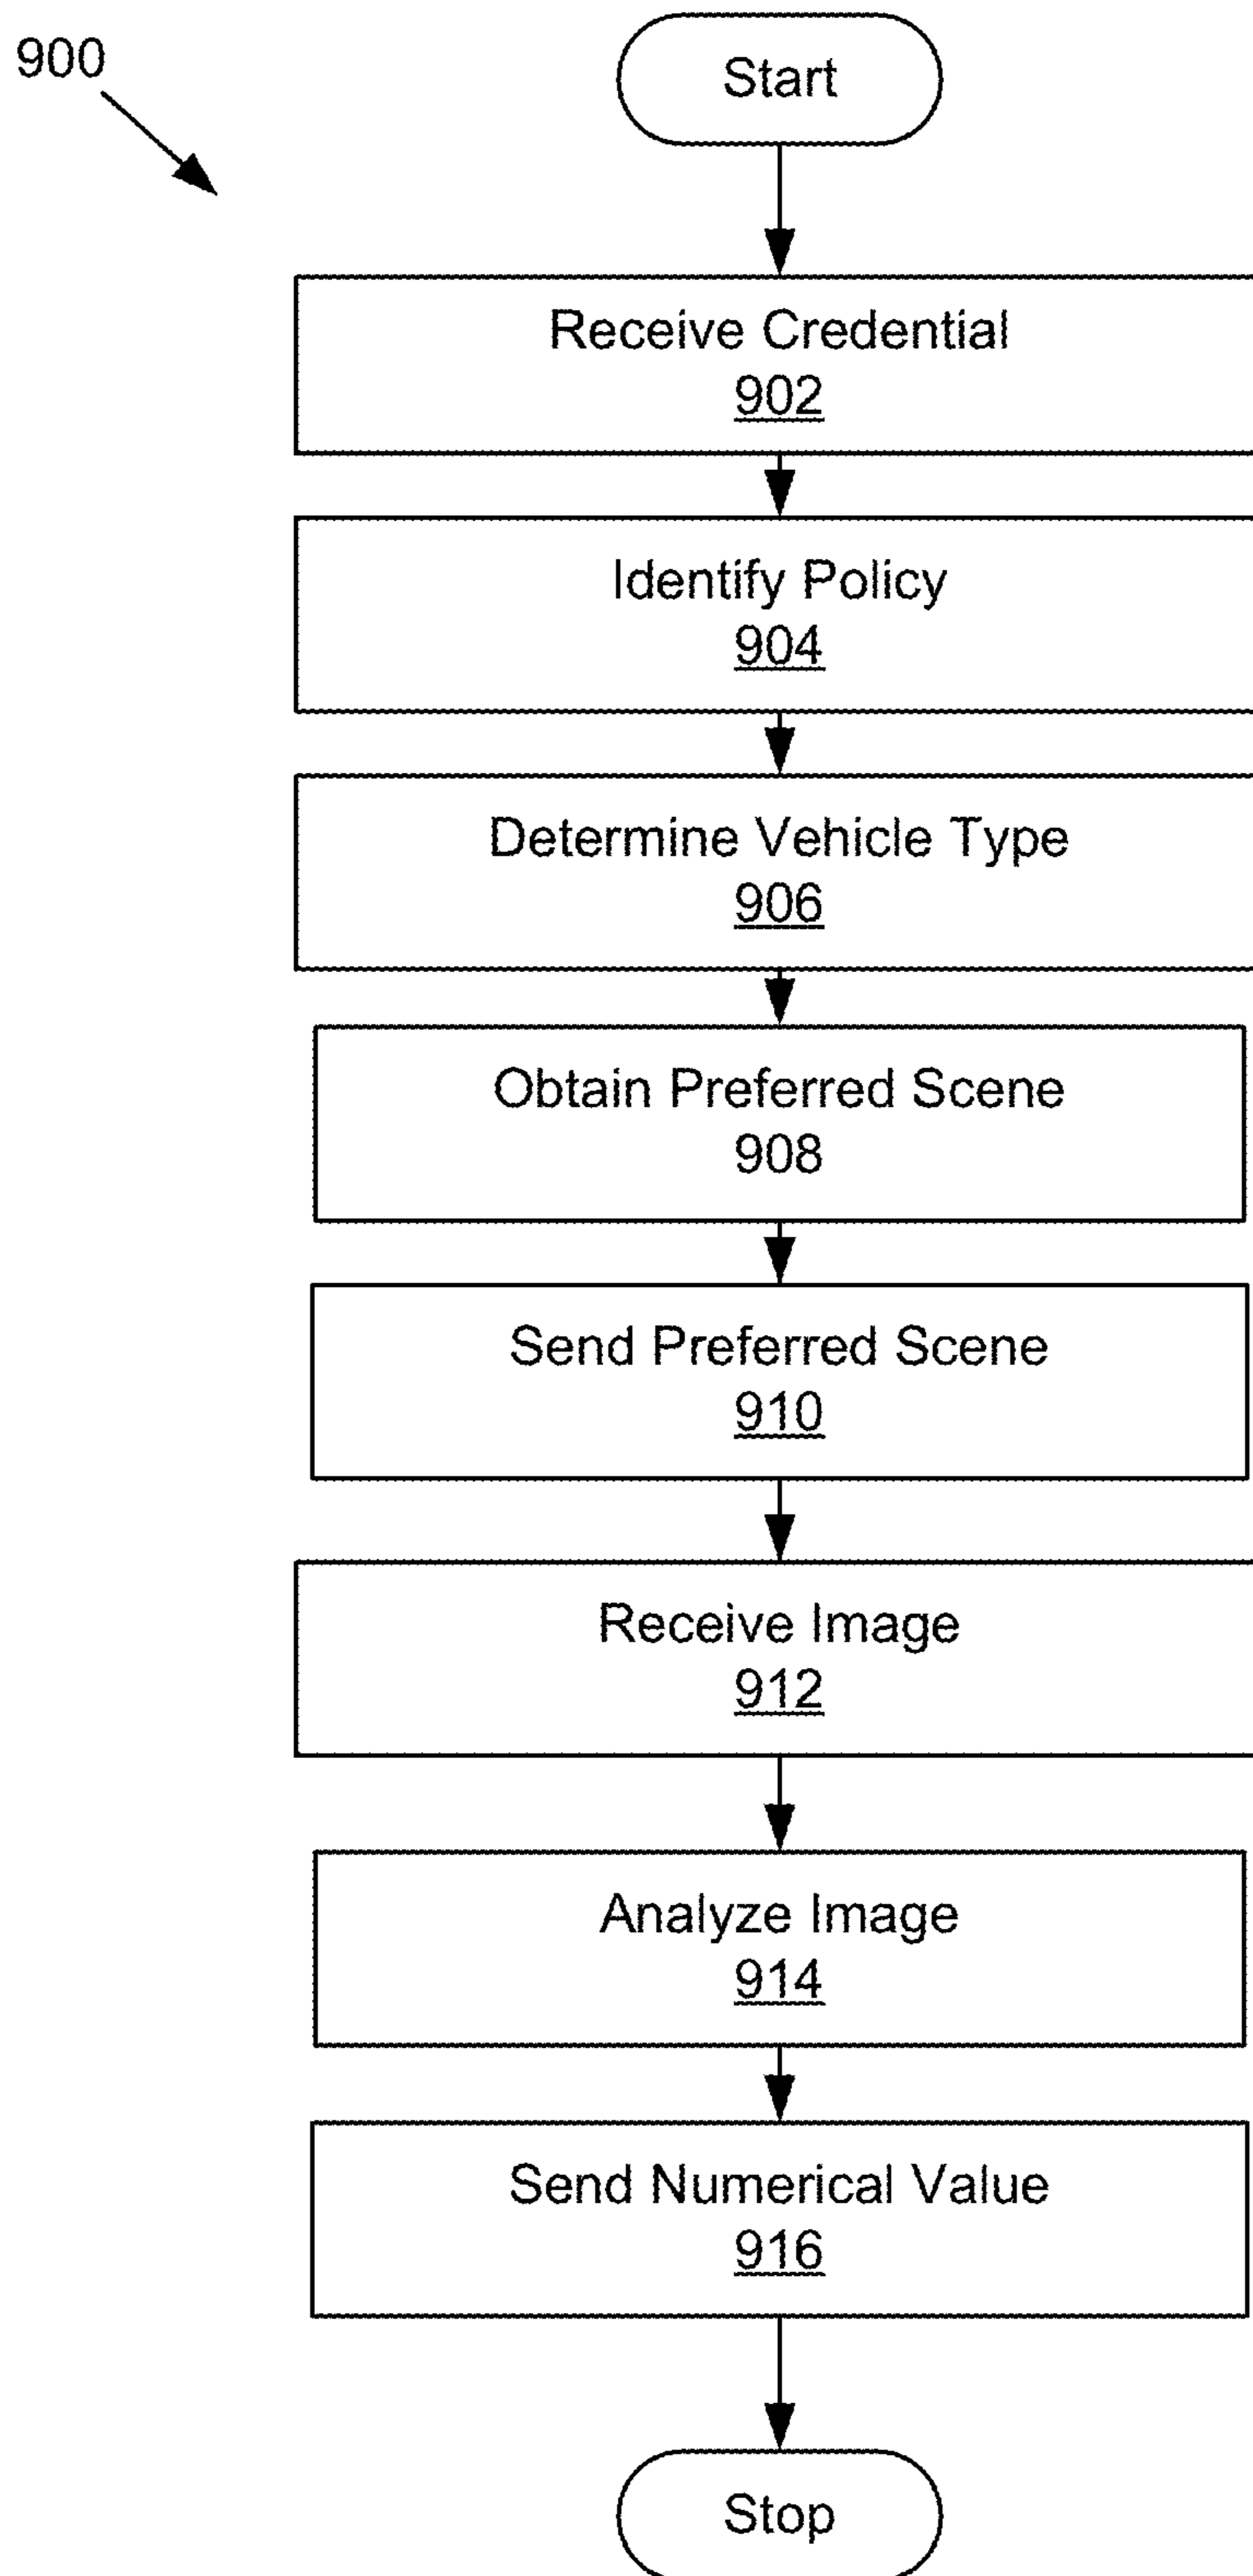 900
Start
Receive Credential
902
Identify Policy
904
Determine Vehicle Type
906
Obtain Preferred Scene
908
Send Preferred Scene
910
Receive Image
912
Analyze Image
914
Send Numerical Value
916
Stop